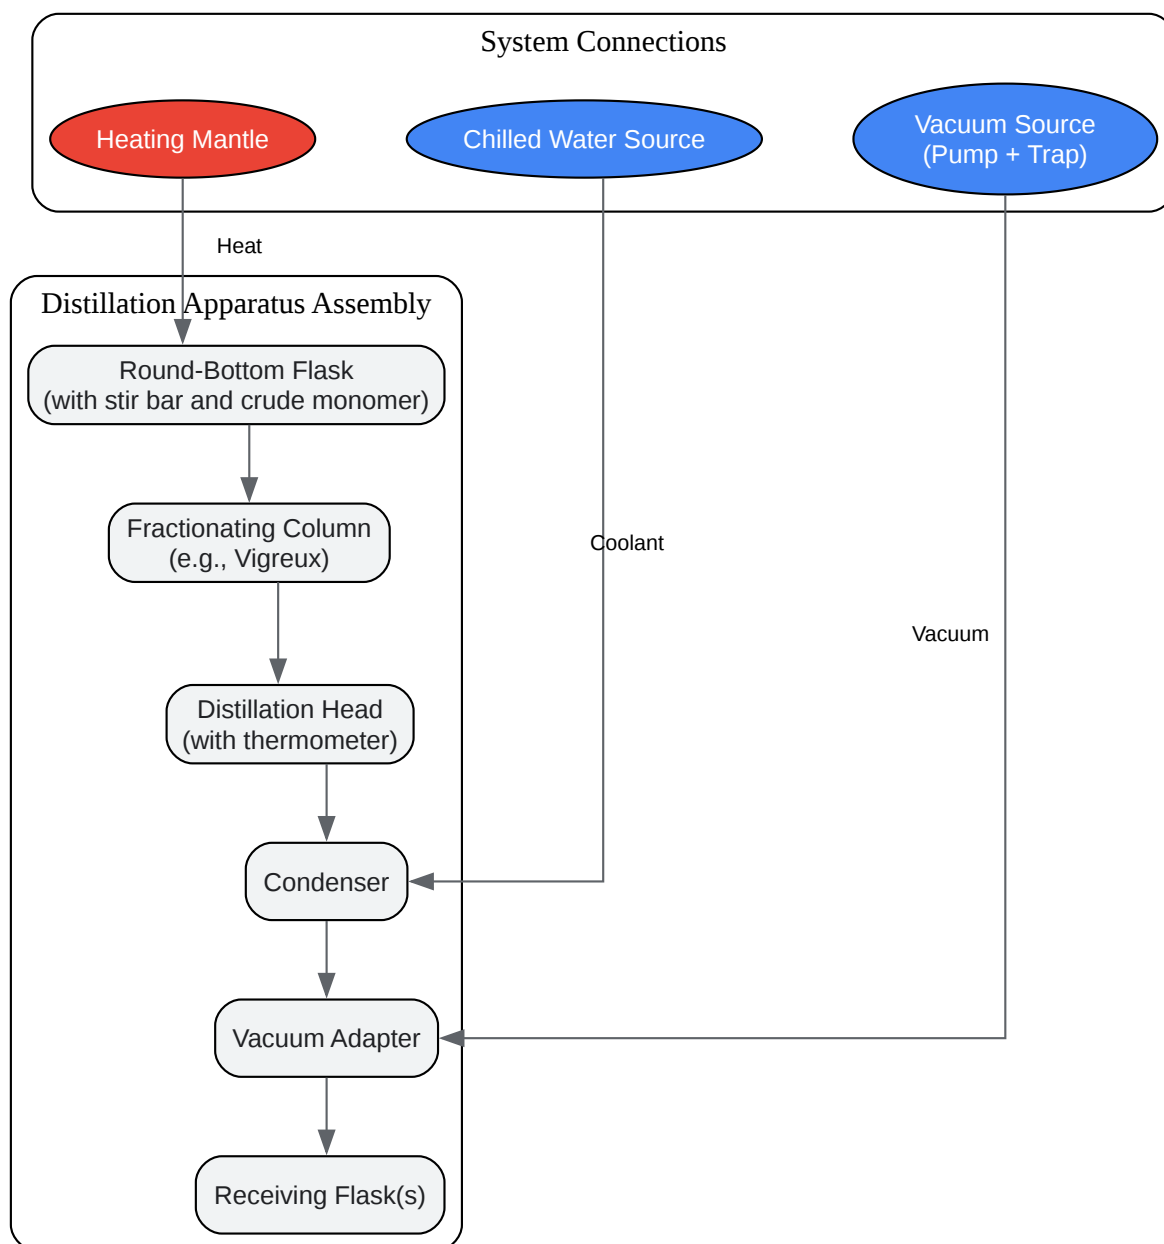 System Connections
Heating Mantle
Chilled Water Source
Vacuum Source
(Pump + Trap)
Heat
Distillation Apparatus Assembly
Round-Bottom Flask
(with stir bar and crude monomer)
Fractionating Column
(e.g., Vigreux)
Coolant
Vacuum
Distillation Head
(with thermometer)
Condenser
Vacuum Adapter
Receiving Flask(s)